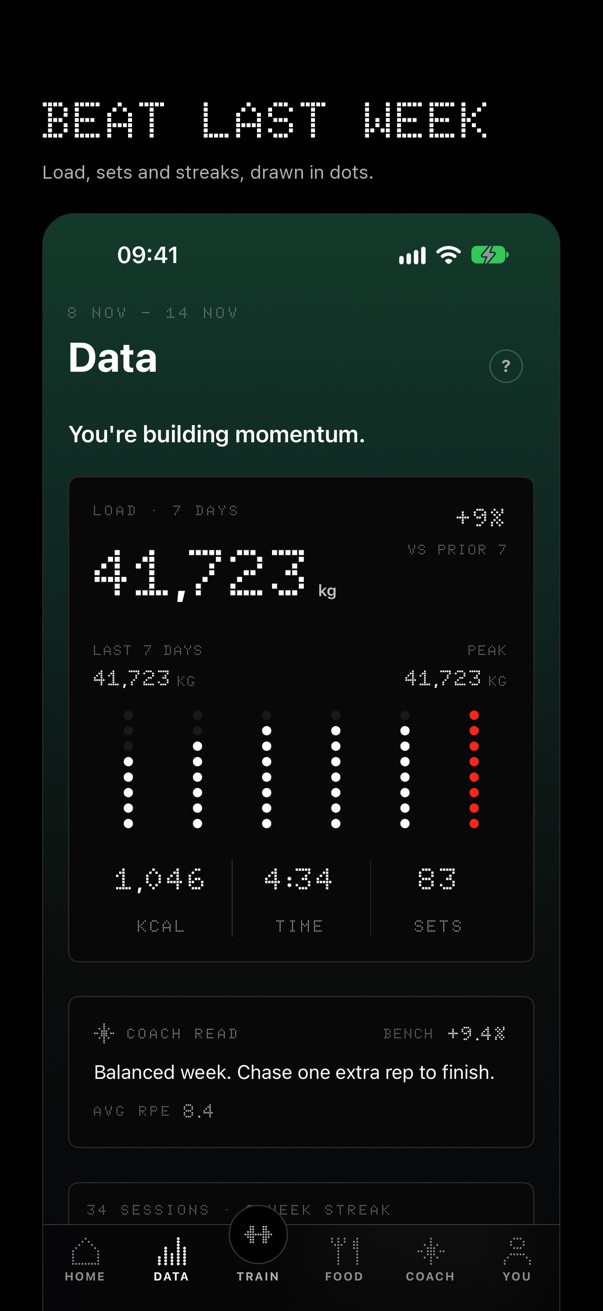 BEAT LAST WEEK
Load, sets and streaks, drawn in dots.
09:41
8 NOV – 14 NOV
Data
?
You're building momentum.
LOAD · 7 DAYS
+9%
41,723 kg
VS PRIOR 7
LAST 7 DAYS
PEAK
41,723 KG
41,723 KG
1,046
4:34
83
KCAL
TIME
SETS
COACH READ
BENCH +9.4%
Balanced week. Chase one extra rep to finish.
AVG RPE 8.4
34 SESSIONS · WEEK STREAK
HOME
DATA
TRAIN
FOOD
COACH
YOU